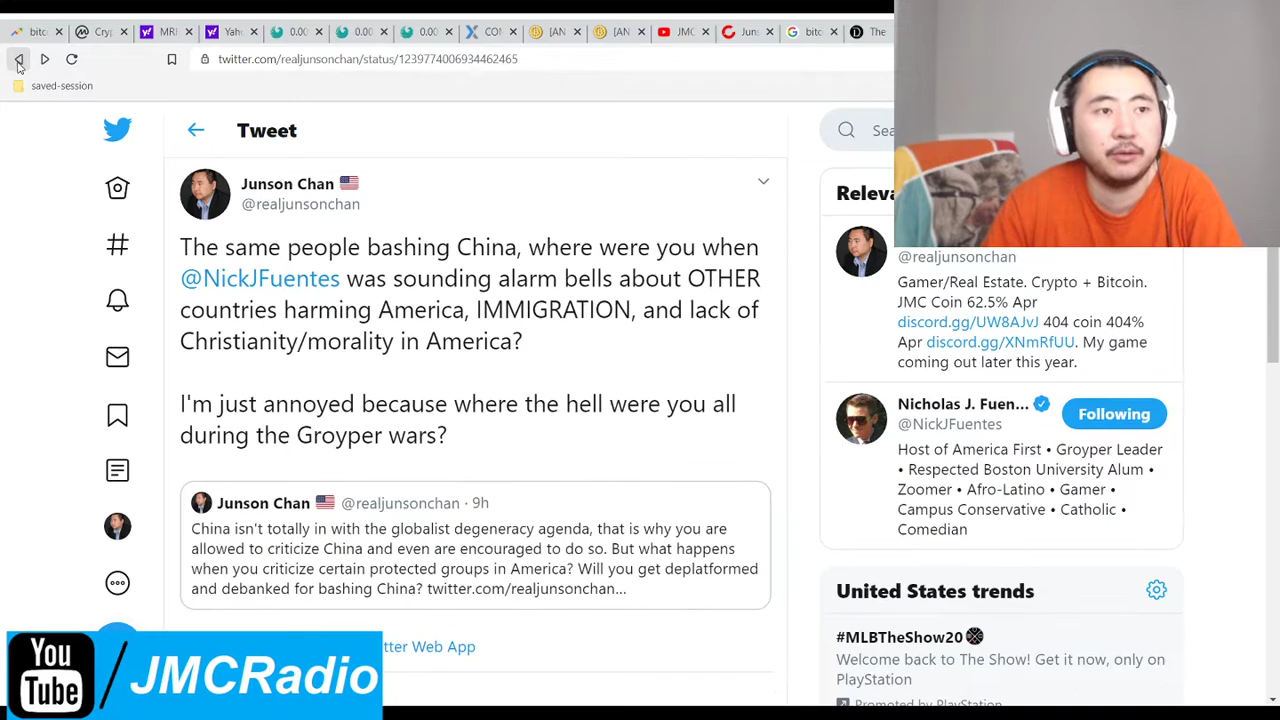 bitc
Cryp
MRI
Yaho
0.00
0.00
0.00
COI
[AN
[AN
JMC
Juns
bitc
The
twitter.com/realjunsonchan/status/1239774006934462465
saved-session
Tweet
Sea
Junson Chan
@realjunsonchan
The same people bashing China, where were you when
@NickJFuentes was sounding alarm bells about OTHER
countries harming America, IMMIGRATION, and lack of
Christianity/morality in America?
I'm just annoyed because where the hell were you all
during the Groyper wars?
Junson Chan @realjunsonchan · 9h
China isn't totally in with the globalist degeneracy agenda, that is why you are
allowed to criticize China and even are encouraged to do so. But what happens
when you criticize certain protected groups in America? Will you get deplatformed
and debanked for bashing China? twitter.com/realjunsonchan...
tter Web App
Releva
@realjunsonchan
Gamer/Real Estate. Crypto + Bitcoin.
JMC Coin 62.5% Apr
discord.gg/UW8AJvJ 404 coin 404%
Apr discord.gg/XNmRfUU. My game
coming out later this year.
Nicholas J. Fuen...
@NickJFuentes
Following
Host of America First • Groyper Leader
• Respected Boston University Alum •
Zoomer • Afro-Latino • Gamer •
Campus Conservative • Catholic •
Comedian
United States trends
#MLBTheShow20
Welcome back to The Show! Get it now, only on
PlayStation
Promoted by PlayStation
You
Tube
/JMCRadio